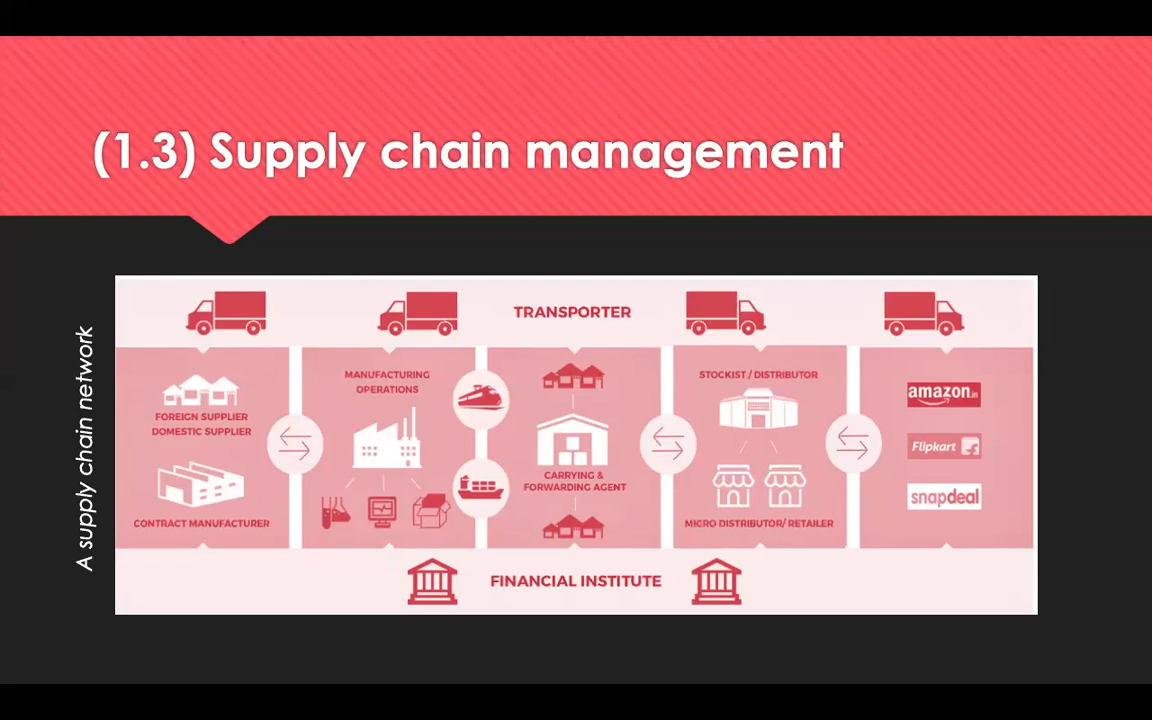 (1.3) Supply chain management
A supply chain network
TRANSPORTER
FOREIGN SUPPLIER
DOMESTIC SUPPLIER
CONTRACT MANUFACTURER
MANUFACTURING
OPERATIONS
CARRYING &
FORWARDING AGENT
STOCKIST / DISTRIBUTOR
MICRO DISTRIBUTOR/ RETAILER
amazon.in
Flipkart
snapdeal
FINANCIAL INSTITUTE